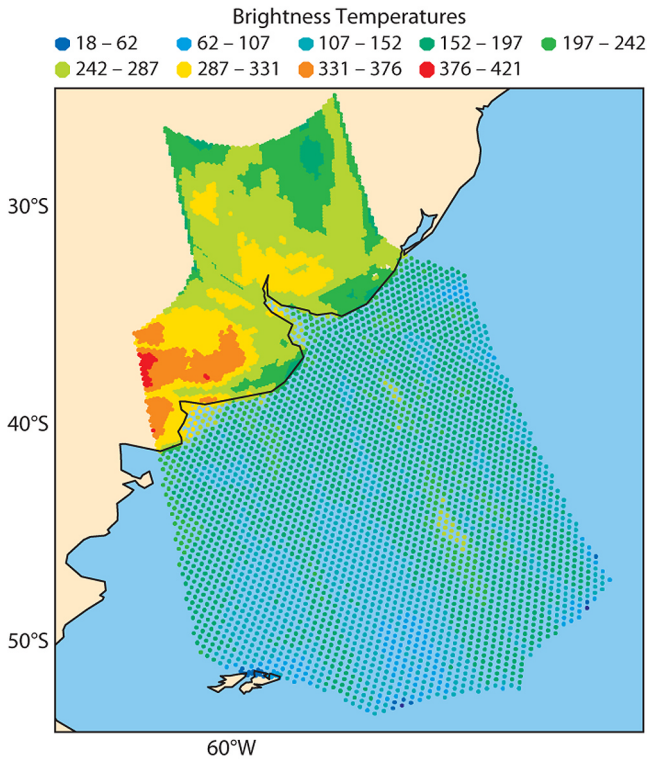 Brightness Temperatures
18 – 62 62 – 107 107 – 152 152 – 197 197 – 242
242 – 287 287 – 331 331 – 376 376 – 421
30°S
40°S
50°S
60°W